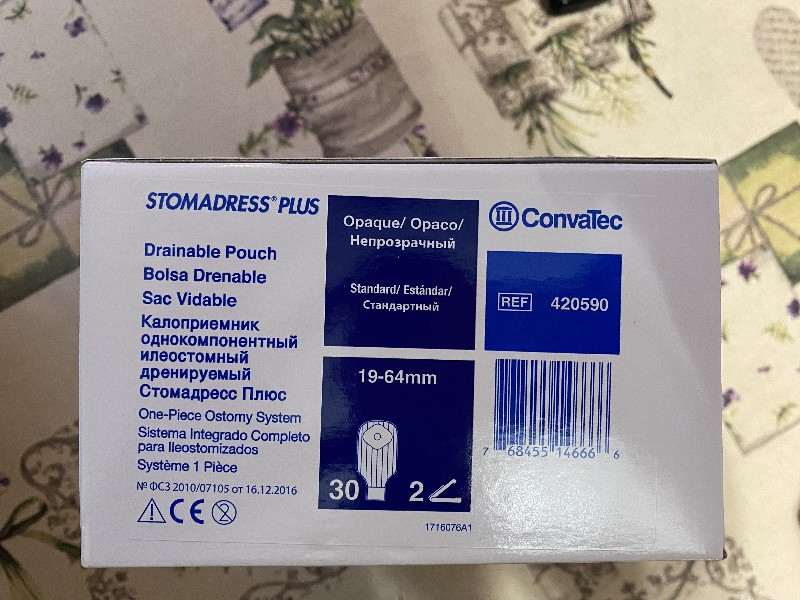 STOMADRESS® PLUS
Drainable Pouch
Bolsa Drenable
Sac Vidable
Калоприемник
однокомпонентный
илеостомный
дренируемый
Стомадресс Плюс
One-Piece Ostomy System
Sistema Integrado Completo
para Ileostomizados
Système 1 Pièce
№ ФСЗ 2010/07105 от 16.12.2016
CE
Opaque/ Opaco/
Непрозрачный
Standard/ Estándar/
Стандартный
19-64mm
30 2
1716076A1
ConvaTec
REF 420590
7 68455 14666 6